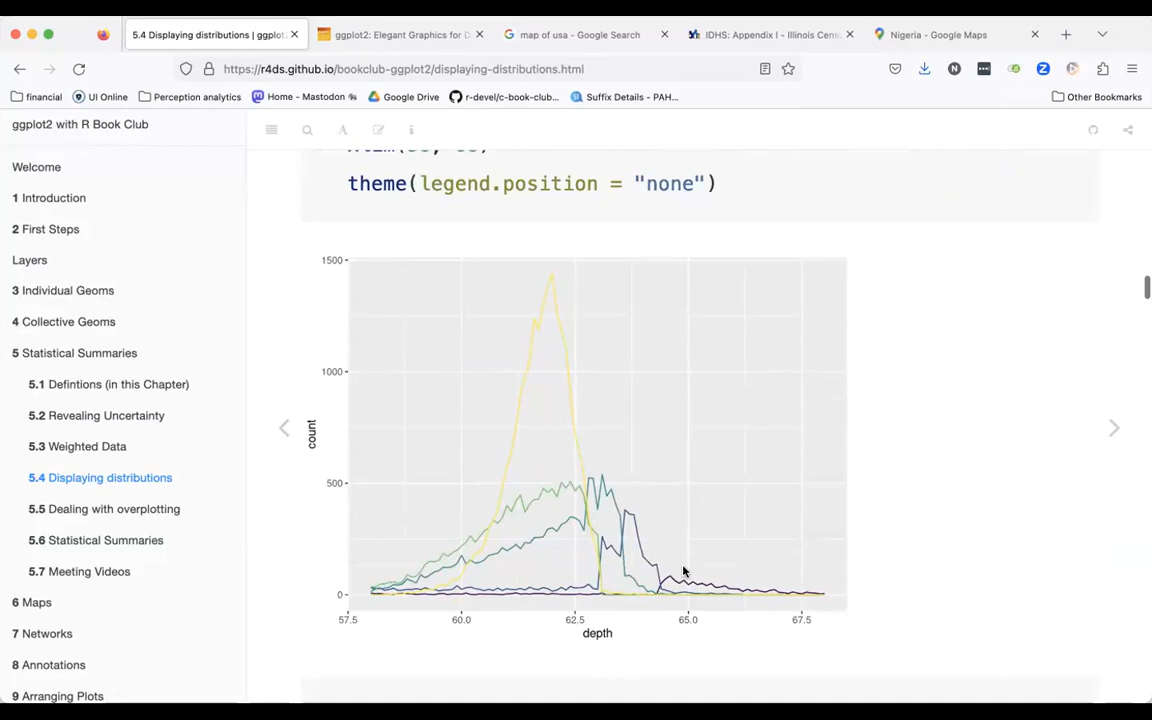 5.4 Displaying distributions | ggplot
ggplot2: Elegant Graphics for D
map of usa - Google Search
IDHS: Appendix I - Illinois Cens
Nigeria - Google Maps
https://r4ds.github.io/bookclub-ggplot2/displaying-distributions.html
financial
UI Online
Perception analytics
Home - Mastodon
Google Drive
r-devel/c-book-club...
Suffix Details - PAH...
Other Bookmarks
ggplot2 with R Book Club
Welcome
1 Introduction
2 First Steps
Layers
3 Individual Geoms
4 Collective Geoms
5 Statistical Summaries
5.1 Defintions (in this Chapter)
5.2 Revealing Uncertainty
5.3 Weighted Data
5.4 Displaying distributions
5.5 Dealing with overplotting
5.6 Statistical Summaries
5.7 Meeting Videos
6 Maps
7 Networks
8 Annotations
9 Arranging Plots
theme(legend.position = "none")
1500
1000
500
0
count
57.5 60.0 62.5 65.0 67.5
depth